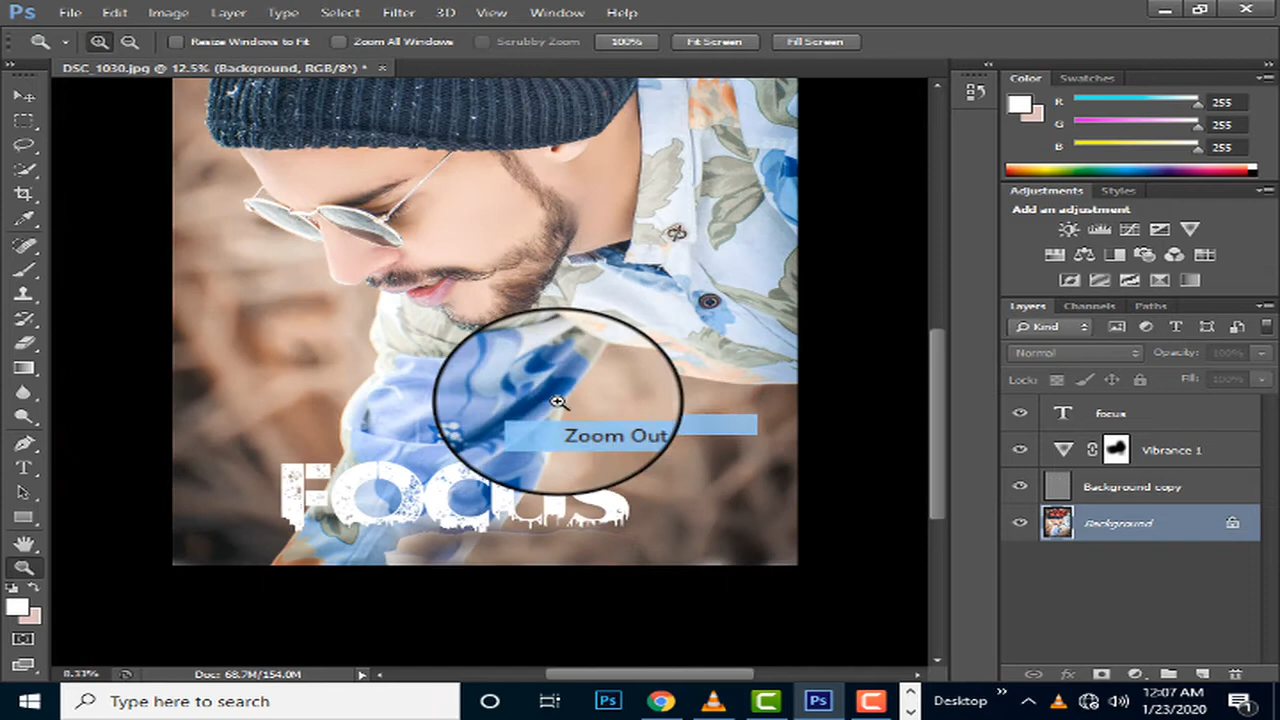 Ps File Edit Image Layer Type Select Filter 3D View Window Help
Resize Windows to Fit Zoom All Windows Scrubby Zoom 100% Fit Screen Fill Screen
DSC_1030.jpg @ 12.5% (Background, RGB/8*) * ×
Color Swatches
R 255
G 255
B 255
Adjustments Styles
Add an adjustment
Layers Channels Paths
Kind T
Normal Opacity: 100%
Lock: Fill: 100%
T focus
Vibrance 1
Background copy
Background
Zoom Out
Focus
8.33% Doc: 68.7M/154.0M
fx
Type here to search
Ps
Ps
Desktop
12:07 AM
1/23/2020
1